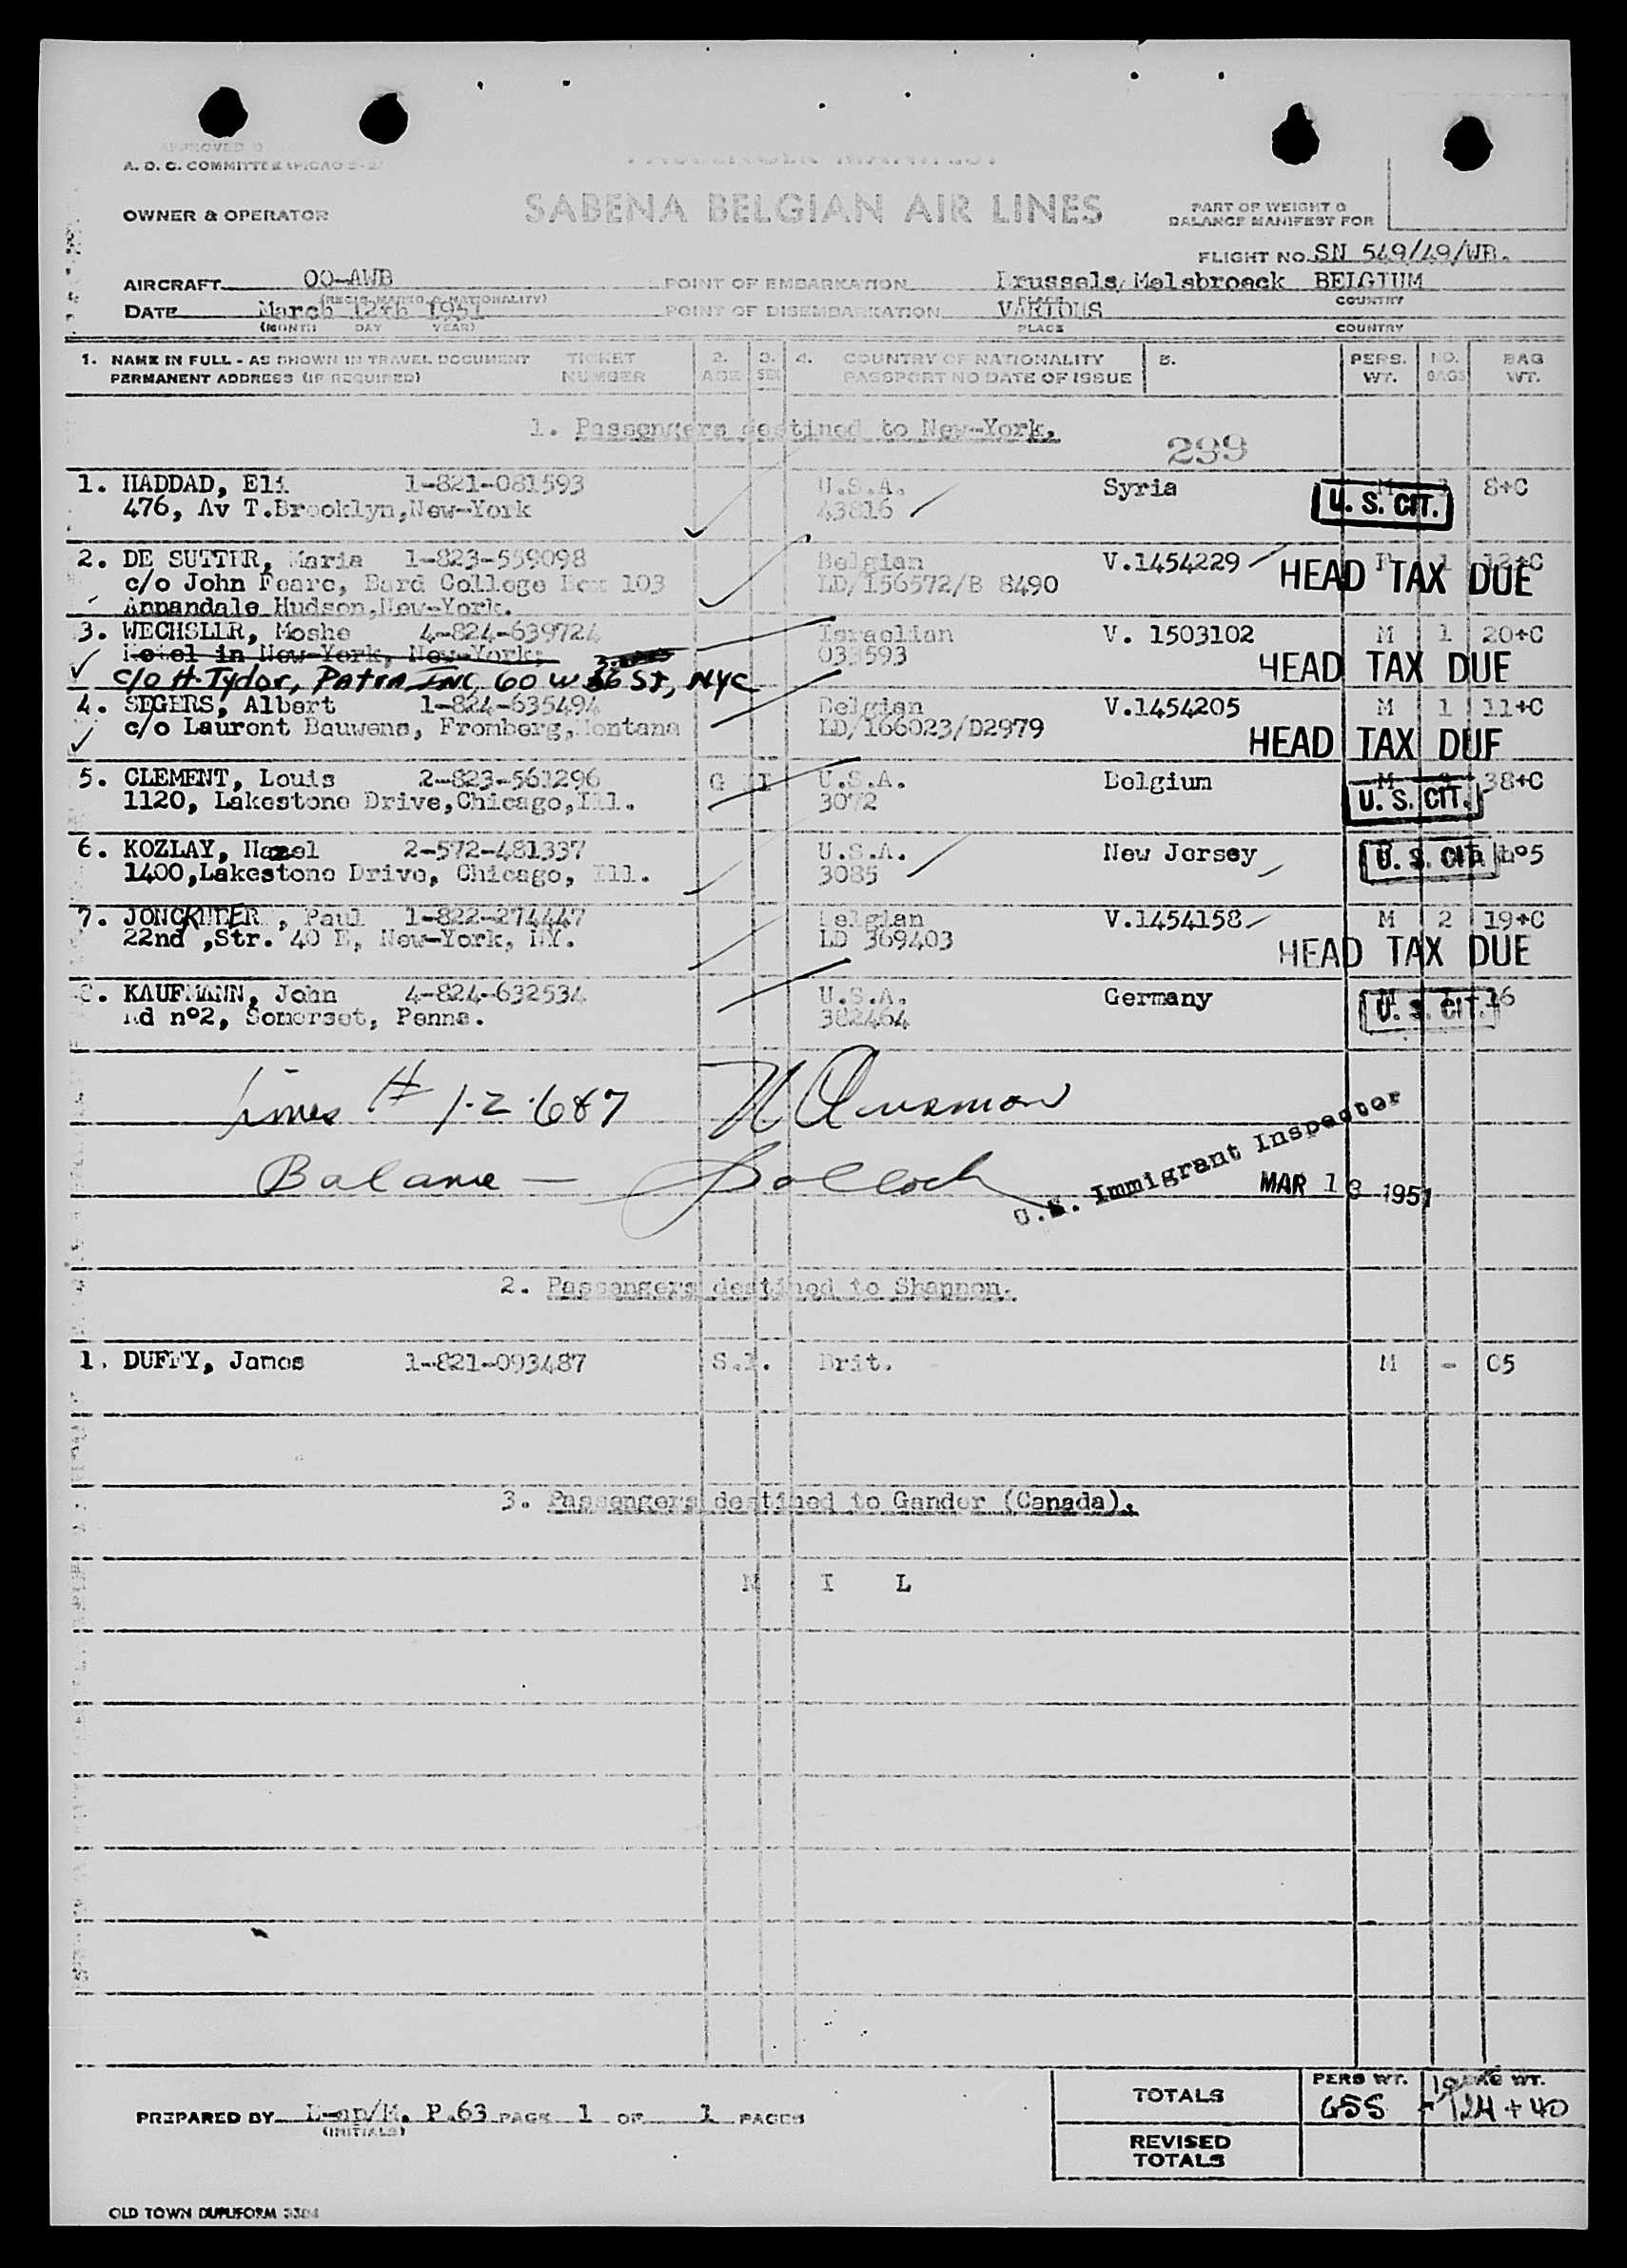 A. D. C. COMMITTEE
OWNER & OPERATOR
SABENA BELGIAN AIR LINES
PART OF WEIGHT &
BALANCE MANIFEST FOR
FLIGHT NO. SN 549/49/WB.
AIRCRAFT OO-AWB POINT OF EMBARKATION Brussels Melsbroeck BELGIUM
PLACE COUNTRY
DATE March 12th 1951 POINT OF DISEMBARKATION VARIOUS
(MONTH DAY YEAR) PLACE COUNTRY
1. NAME IN FULL - AS SHOWN IN TRAVEL DOCUMENT TICKET 2. 3. 4. COUNTRY OF NATIONALITY 5. PERS. NO. BAG
PERMANENT ADDRESS (IF REQUIRED) NUMBER AGE SEX PASSPORT NO DATE OF ISSUE WT. BAGS WT.
1. Passengers destined to New-York.
299
1. HADDAD, Eli 1-821-081593 U.S.A. Syria U. S. CIT. 8+C
476, Av T.Brooklyn,New-York 43816
2. DE SUTTER, Maria 1-823-559098 Belgian V.1454229 1 12+C
c/o John Feare, Bard College Box 103 LD/156572/B 8490 HEAD TAX DUE
Annandale Hudson,New-York.
3. WECHSLER, Moshe 4-824-639724 Israelian V. 1503102 M 1 20+C
Hotel in New-York, New-York; 033593 HEAD TAX DUE
c/o H. Tydor, Patra INC, 60 W 36 St, NYC
4. SEGERS, Albert 1-824-635494 Belgian V.1454205 M 1 11+C
c/o Laurent Bauwens, Fromberg, Montana LD/166023/D2979 HEAD TAX DUE
5. CLEMENT, Louis 2-823-561296 U.S.A. Belgium M 38+C
1120, Lakestone Drive,Chicago,Ill. 3072 U. S. CIT.
6. KOZLAY, Hazel 2-572-481337 U.S.A. New Jersey U. S. CIT.
1400,Lakestone Drive, Chicago, Ill. 3085
7. JONCKHEER, Paul 1-822-274447 Belgian V.1454158 M 2 19+C
22nd ,Str. 40 E, New-York, NY. LD 369403 HEAD TAX DUE
8. KAUFMANN, John 4-824-632534 U.S.A. Germany 16
Rd nº2, Somerset, Penna. 382464 U. S. CIT.
Lines # 1-2-687
Balance —
U.S. Immigrant Inspector
MAR 13 1951
2. Passengers destined to Shannon.
1. DUFFY, James 1-821-093487 Brit. M - 05
3. Passengers destined to Gander (Canada).
N I L
PREPARED BY P.63 PAGE 1 OF 1 PAGES
(INITIALS)
TOTALS PERS WT. 655 BAG WT. 124 + 40
REVISED
TOTALS
OLD TOWN DUPLIFORM